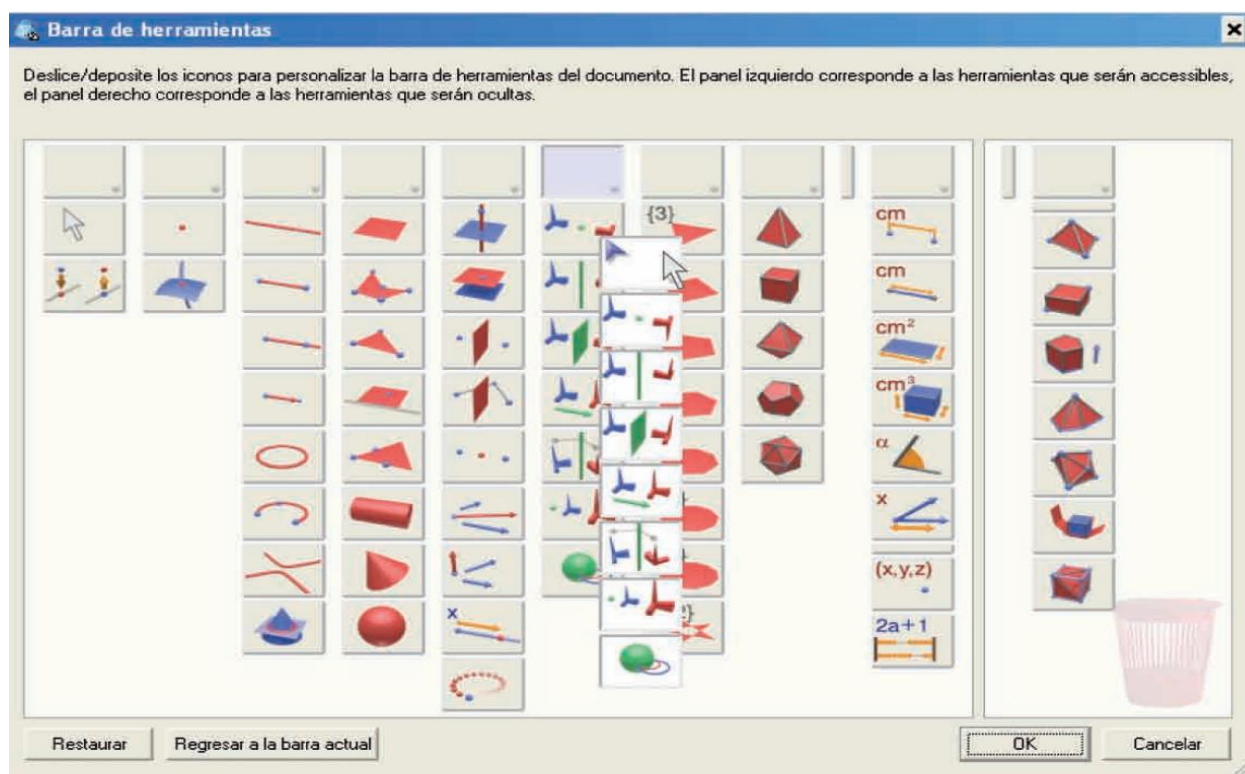 Barra de herramientas
Deslice/deposite los iconos para personalizar la barra de herramientas del documento. El panel izquierdo corresponde a las herramientas que serán accessibles,
el panel derecho corresponde a las herramientas que serán ocultas.
{3}
cm
cm
cm²
cm³
α
x
x
(x,y,z)
2a+1
Restaurar
Regresar a la barra actual
OK
Cancelar